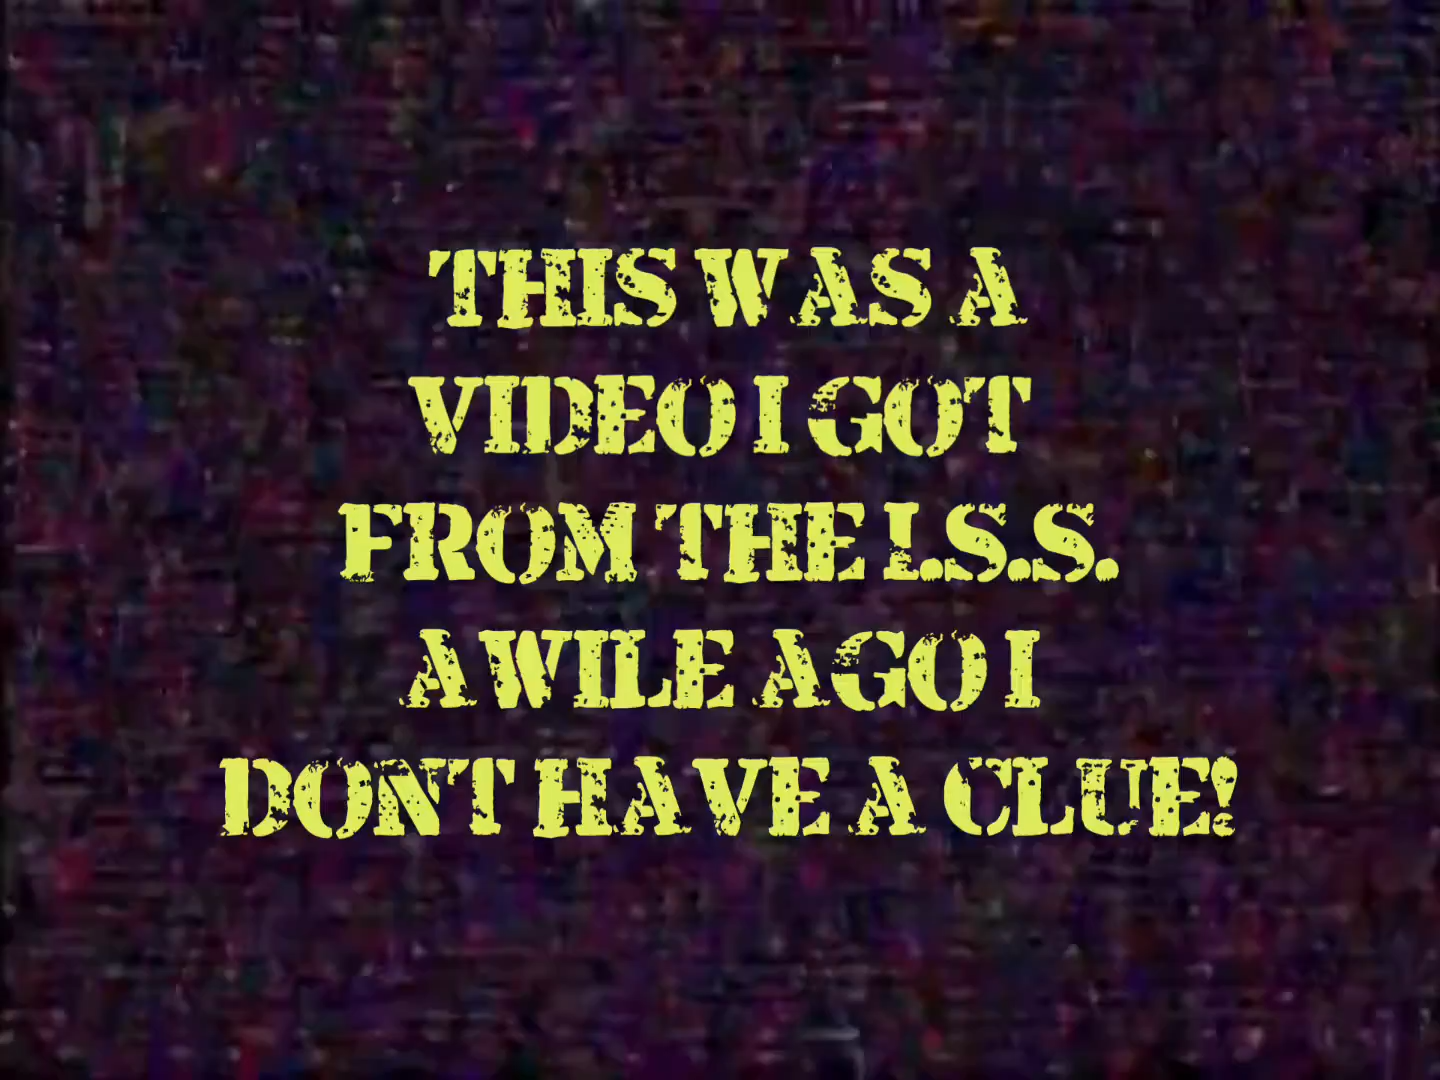 THIS WAS A
VIDEO I GOT
FROM THE I.S.S.
A WILE AGO I
DONT HAVE A CLUE!